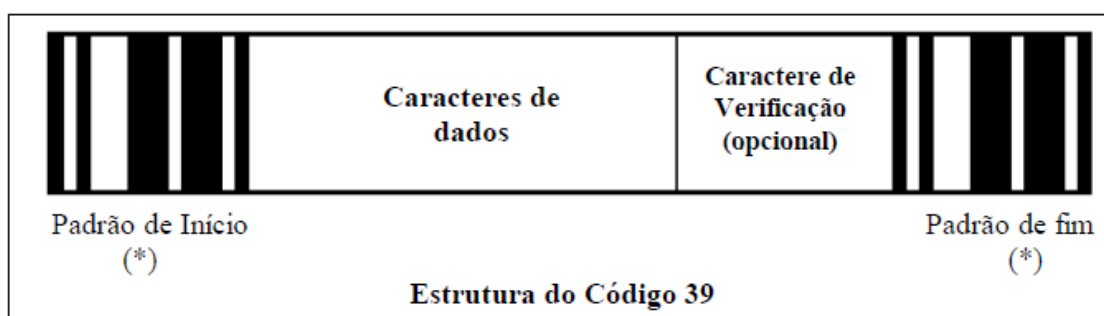 Caracteres de
dados
Caractere de
Verificação
(opcional)
Padrão de Início
(*)
Padrão de fim
(*)
Estrutura do Código 39